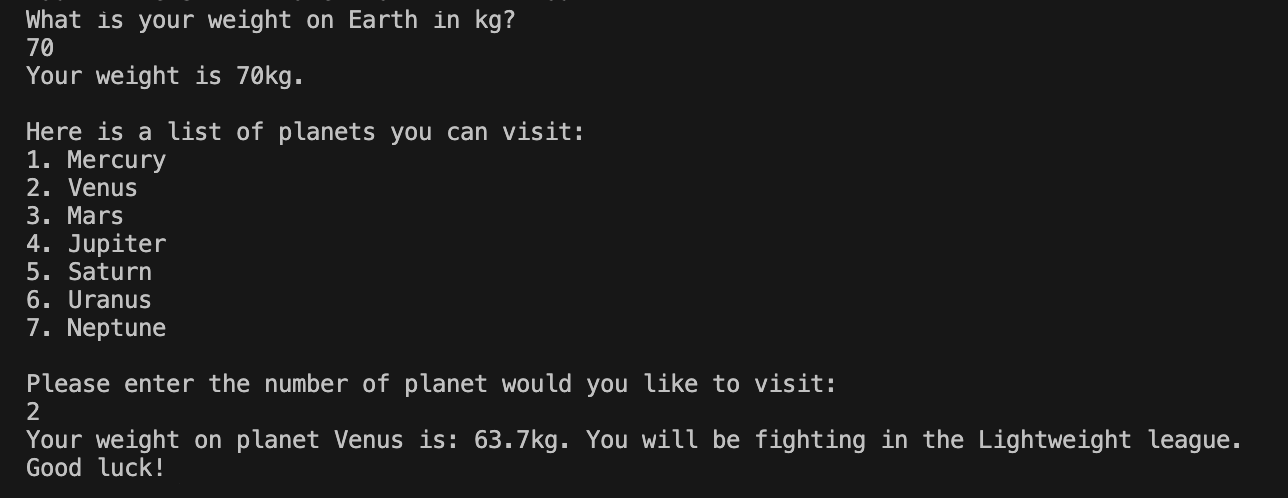 What is your weight on Earth in kg?
70
Your weight is 70kg.
Here is a list of planets you can visit:
1. Mercury
2. Venus
3. Mars
4. Jupiter
5. Saturn
6. Uranus
7. Neptune
Please enter the number of planet would you like to visit:
2
Your weight on planet Venus is: 63.7kg. You will be fighting in the Lightweight league.
Good luck!